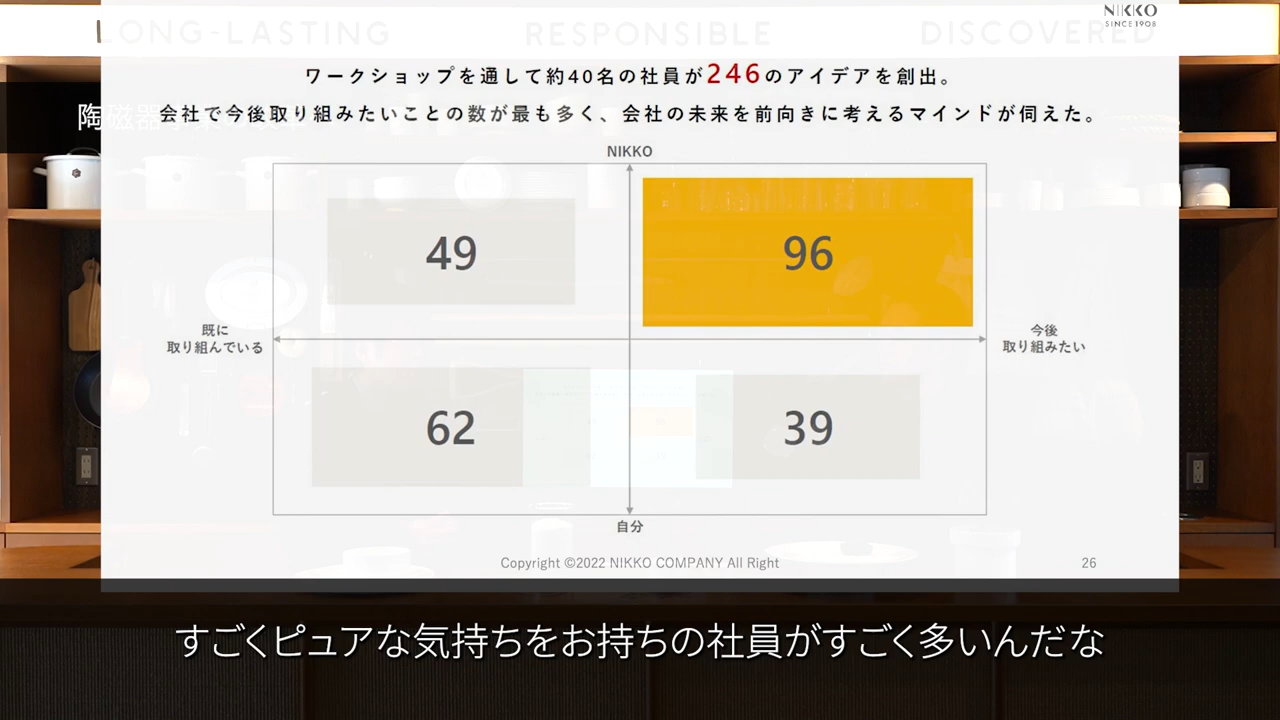 LONG-LASTING
RESPONSIBLE
DISCOVERED
NIKKO
SINCE 1908
ワークショップを通して約40名の社員が246のアイデアを創出。
会社で今後取り組みたいことの数が最も多く、会社の未来を前向きに考えるマインドが伺えた。
陶磁器
NIKKO
49
96
既に
取り組んでいる
今後
取り組みたい
62
39
自分
Copyright ©2022 NIKKO COMPANY All Right
26
すごくピュアな気持ちをお持ちの社員がすごく多いんだな